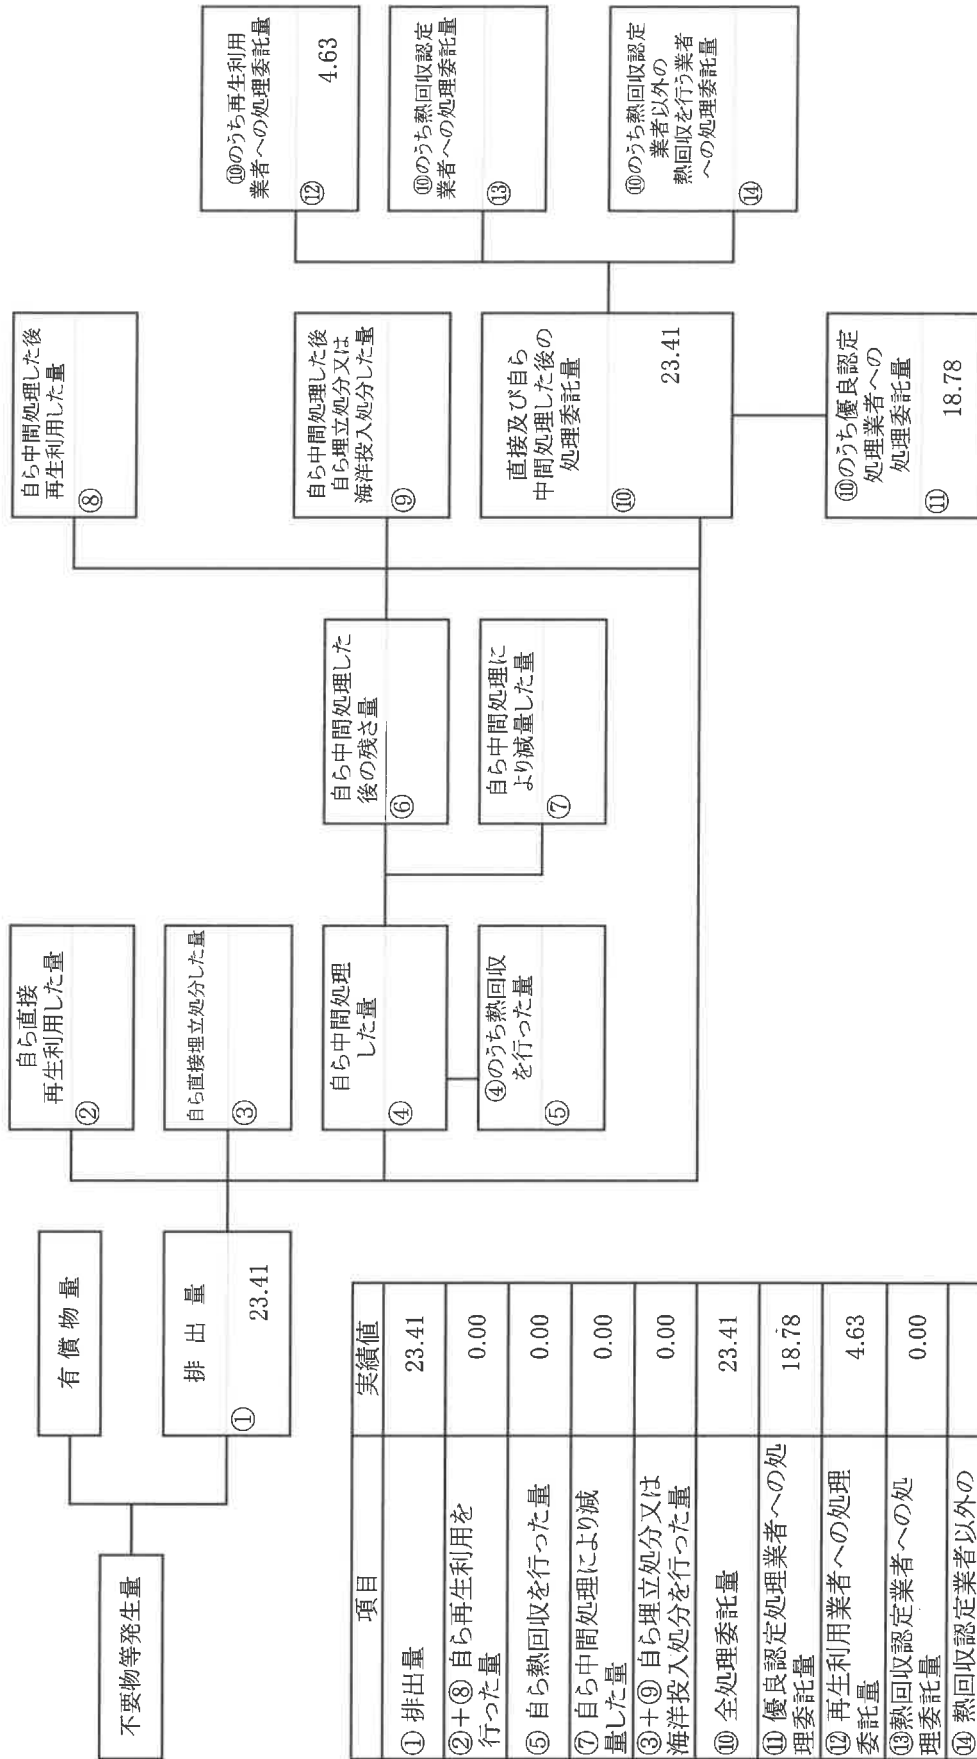 不要物等発生量
有償物量
排出量
①
23.41
自ら直接
再生利用した量
②
自ら直接埋立処分した量
③
自ら中間処理
した量
④
④のうち熱回収
を行った量
⑤
自ら中間処理した
後の残さ量
⑥
自ら中間処理に
より減量した量
⑦
自ら中間処理した後
再生利用した量
⑧
自ら中間処理した後
自ら埋立処分又は
海洋投入処分した量
⑨
直接及び自ら
中間処理した後の
処理委託量
⑩
23.41
⑩のうち優良認定
処理業者への
処理委託量
⑪
18.78
⑩のうち再生利用
業者への処理委託量
⑫
4.63
⑩のうち熱回収認定
業者への処理委託量
⑬
⑩のうち熱回収認定
業者以外の
熱回収を行う業者
への処理委託量
⑭
項目 実績値
① 排出量 23.41
②+⑧ 自ら再生利用を
行った量 0.00
⑤ 自ら熱回収を行った量 0.00
⑦ 自ら中間処理により減
量した量 0.00
③+⑨ 自ら埋立処分又は
海洋投入処分を行った量 0.00
⑩ 全処理委託量 23.41
⑪ 優良認定処理業者への処
理委託量 18.78
⑫ 再生利用業者への処理
委託量 4.63
⑬熱回収認定業者への処
理委託量 0.00
⑭ 熱回収認定業者以外の